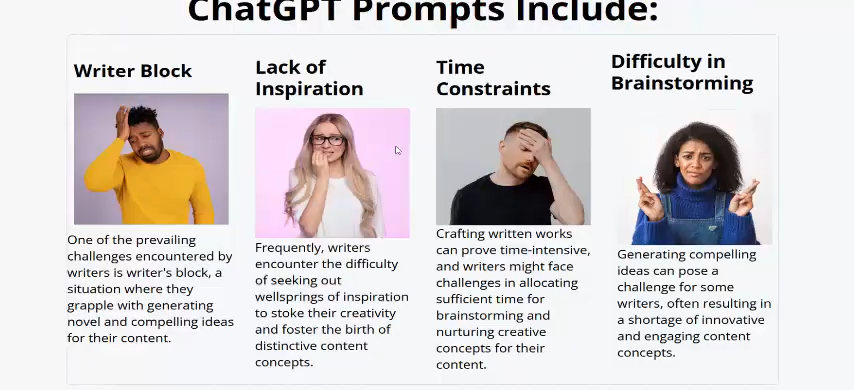 ChatGPT Prompts Include:
Writer Block
One of the prevailing
challenges encountered by
writers is writer's block, a
situation where they
grapple with generating
novel and compelling ideas
for their content.
Lack of
Inspiration
Frequently, writers
encounter the difficulty
of seeking out
wellsprings of inspiration
to stoke their creativity
and foster the birth of
distinctive content
concepts.
Time
Constraints
Crafting written works
can prove time-intensive,
and writers might face
challenges in allocating
sufficient time for
brainstorming and
nurturing creative
concepts for their
content.
Difficulty in
Brainstorming
Generating compelling
ideas can pose a
challenge for some
writers, often resulting in
a shortage of innovative
and engaging content
concepts.